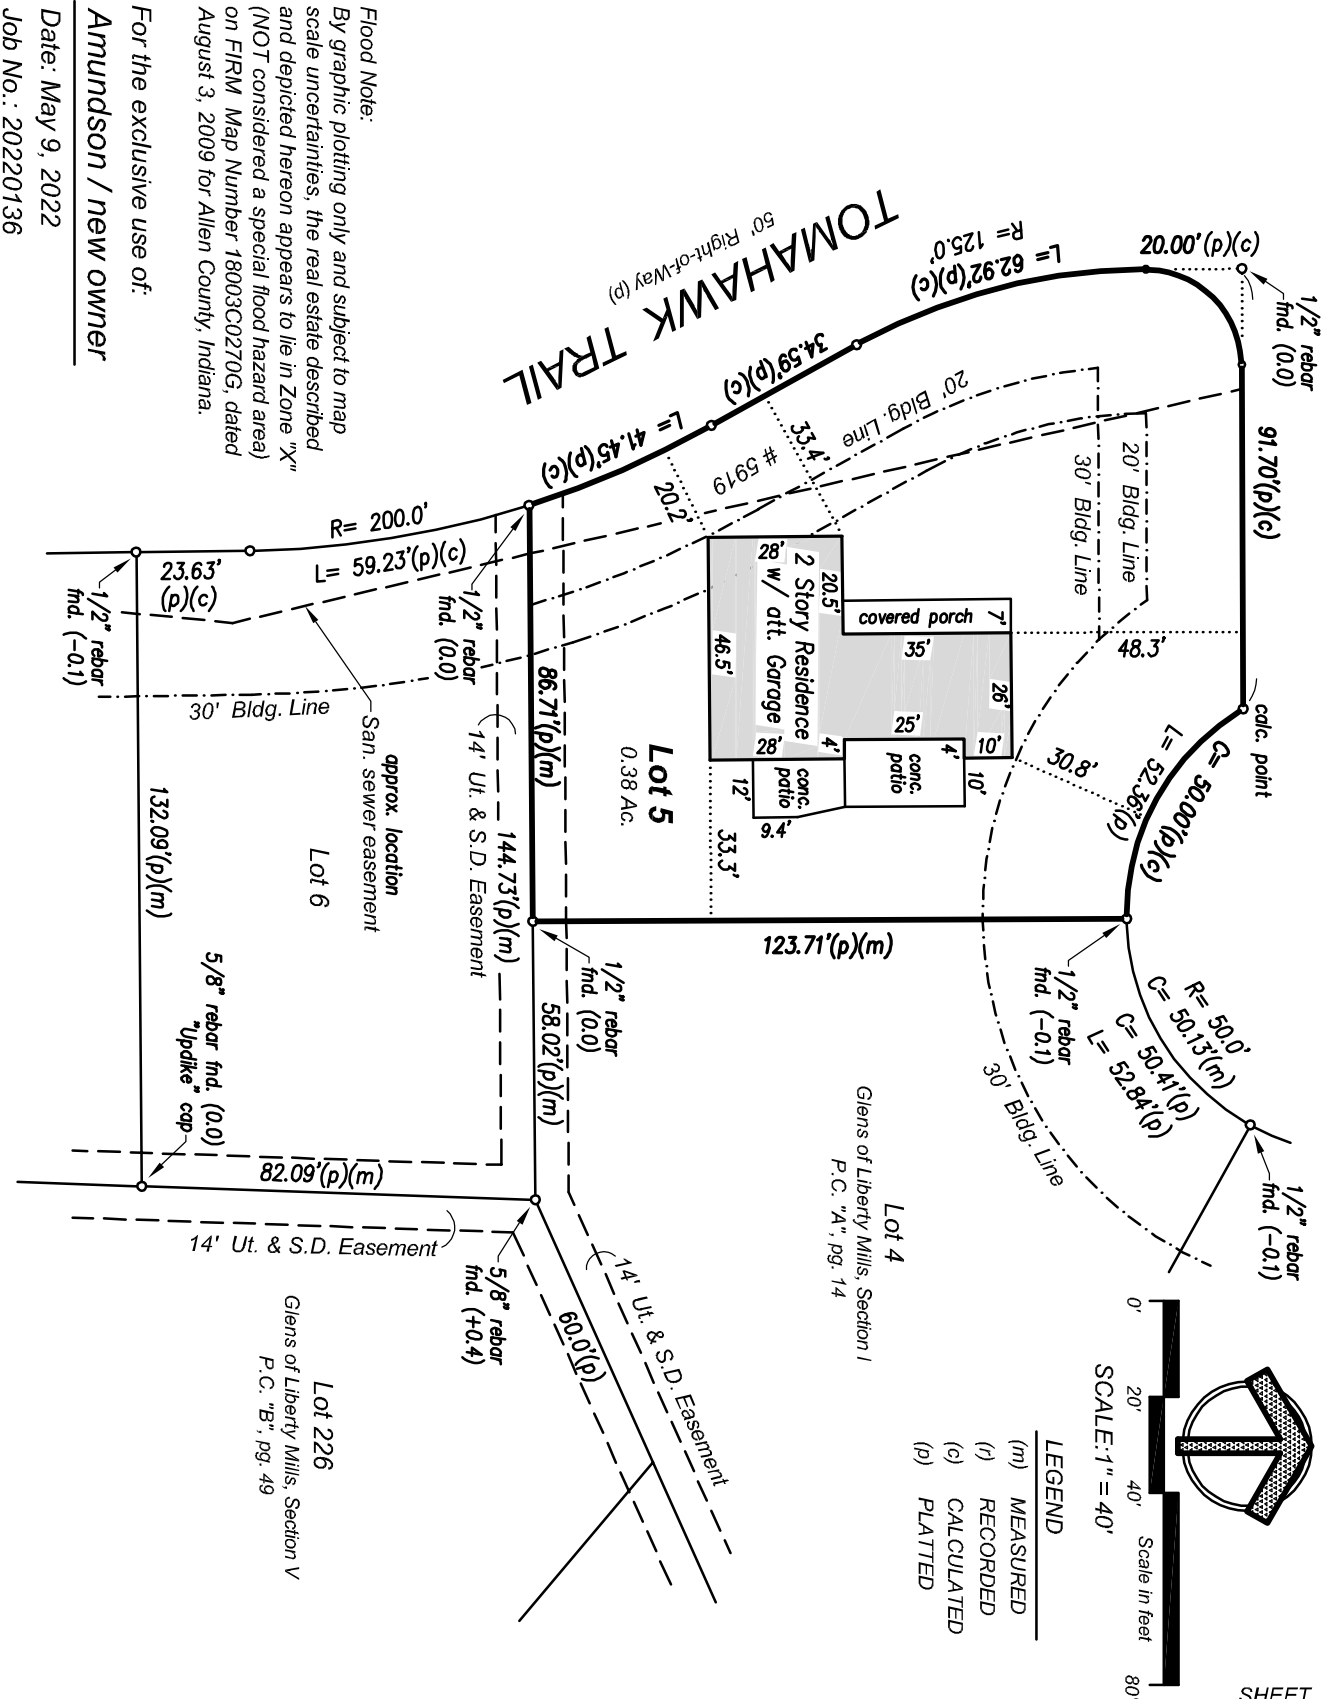 20.00'(p)(c)
1/2" rebar
fnd. (0.0)
91.70'(p)(c)
calc. point
C= 50.00'(p)(c)
L= 52.36'(p)
30.8'
48.3'
20' Bldg. Line
30' Bldg. Line
20' Bldg. Line
L=
62.92'(p)(c)
R= 125.0'
TOMAHAWK TRAIL
50' Right-of-Way (p)
34.59'(p)(c)
33.4'
# 5919
20.2'
L= 41.45'(p)(c)
2 Story Residence
w/ att. Garage
28'
20.5'
46.5'
28'
covered porch
7'
35'
26'
25'
4'
4'
10'
10'
conc.
patio
conc.
patio
12'
9.4'
33.3'
Lot 5
0.38 Ac.
86.71'(p)(m)
123.71'(p)(m)
1/2" rebar
fnd. (-0.1)
R= 50.0'
C= 50.13'(m)
C= 50.41'(p)
L= 52.84'(p)
1/2" rebar
fnd. (-0.1)
30' Bldg. Line
Lot 4
Glens of Liberty Mills, Section I
P.C. "A", pg. 14
1/2" rebar
fnd. (0.0)
58.02'(p)(m)
144.73'(p)(m)
14' Ut. & S.D. Easement
1/2" rebar
fnd. (0.0)
R= 200.0'
L= 59.23'(p)(c)
23.63'
(p)(c)
1/2" rebar
fnd. (-0.1)
30' Bldg. Line
approx. location
San. sewer easement
Lot 6
132.09'(p)(m)
5/8" rebar fnd. (0.0)
"Updike" cap
82.09'(p)(m)
14' Ut. & S.D. Easement
5/8" rebar
fnd. (+0.4)
60.0'(p)
14' Ut. & S.D. Easement
Lot 226
Glens of Liberty Mills, Section V
P.C. "B", pg. 49
0'
20'
40'
80'
Scale in feet
SCALE:1" = 40'
LEGEND
(m) MEASURED
(r) RECORDED
(c) CALCULATED
(p) PLATTED
SHEET
Flood Note:
By graphic plotting only and subject to map
scale uncertainties, the real estate described
and depicted hereon appears to lie in Zone "X"
(NOT considered a special flood hazard area)
on FIRM Map Number 18003C0270G, dated
August 3, 2009 for Allen County, Indiana.
For the exclusive use of:
Amundson / new owner
Date: May 9, 2022
Job No.: 20220136